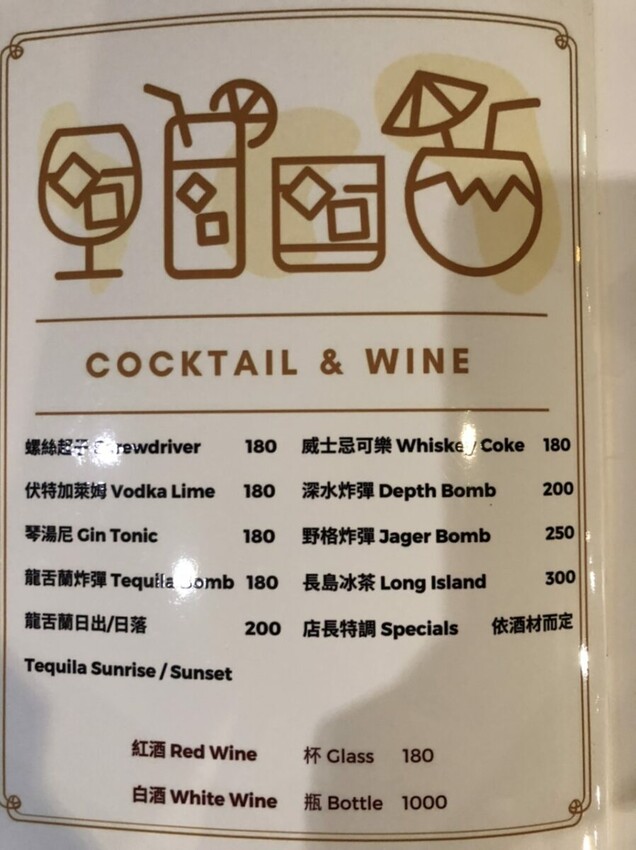 COCKTAIL & WINE
螺絲起子 Screwdriver 180
伏特加萊姆 Vodka Lime 180
琴湯尼 Gin Tonic 180
龍舌蘭炸彈 Tequila Bomb 180
龍舌蘭日出/日落 200
Tequila Sunrise / Sunset
威士忌可樂 Whiskey Coke 180
深水炸彈 Depth Bomb 200
野格炸彈 Jager Bomb 250
長島冰茶 Long Island 300
店長特調 Specials 依酒材而定
紅酒 Red Wine 杯 Glass 180
白酒 White Wine 瓶 Bottle 1000